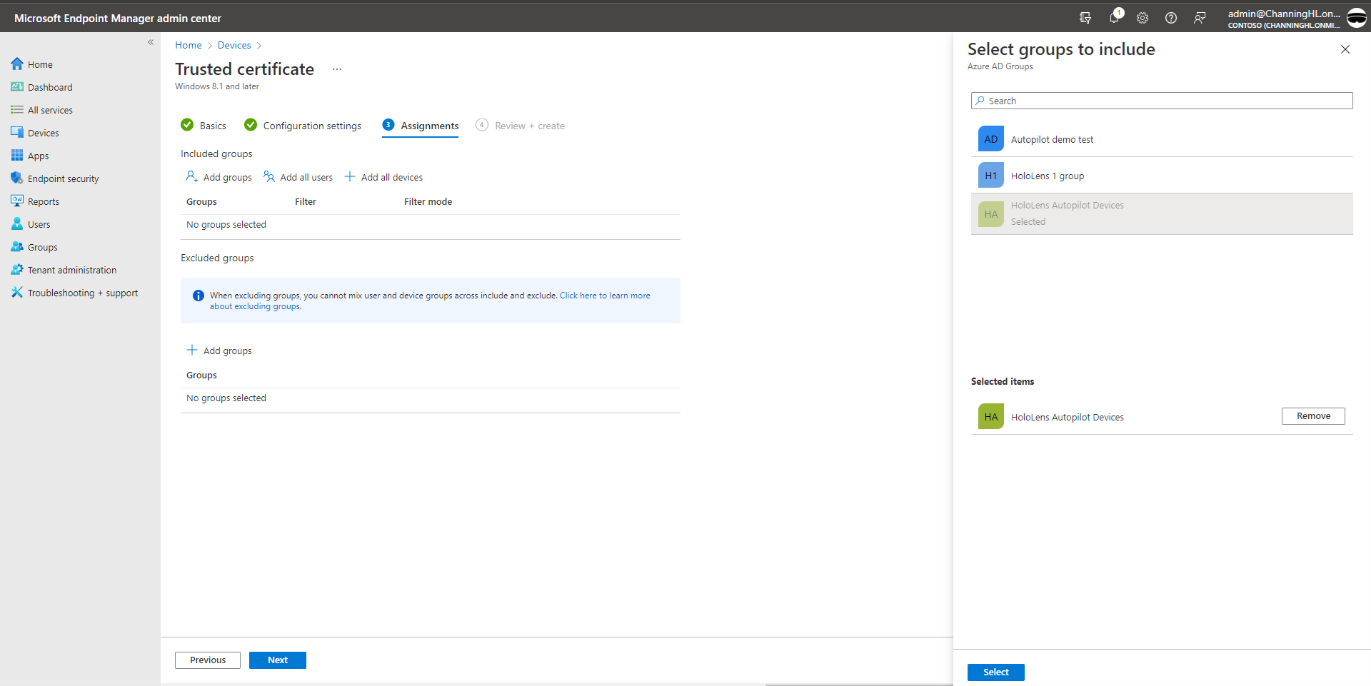 Microsoft Endpoint Manager admin center
1
admin@ChanningHL.on...
CONTOSO (CHANNINGHL.ONMI...
«
Home
Dashboard
All services
Devices
Apps
Endpoint security
Reports
Users
Groups
Tenant administration
Troubleshooting + support
Home > Devices >
Trusted certificate ...
Windows 8.1 and later
Basics
Configuration settings
3 Assignments
4 Review + create
Included groups
Add groups
Add all users
Add all devices
Groups Filter Filter mode
No groups selected
Excluded groups
When excluding groups, you cannot mix user and device groups across include and exclude. Click here to learn more
about excluding groups.
Add groups
Groups
No groups selected
Previous
Next
Select groups to include
Azure AD Groups
Search
AD Autopilot demo test
H1 HoloLens 1 group
HA HoloLens Autopilot Devices
Selected
Selected items
HA HoloLens Autopilot Devices
Remove
Select